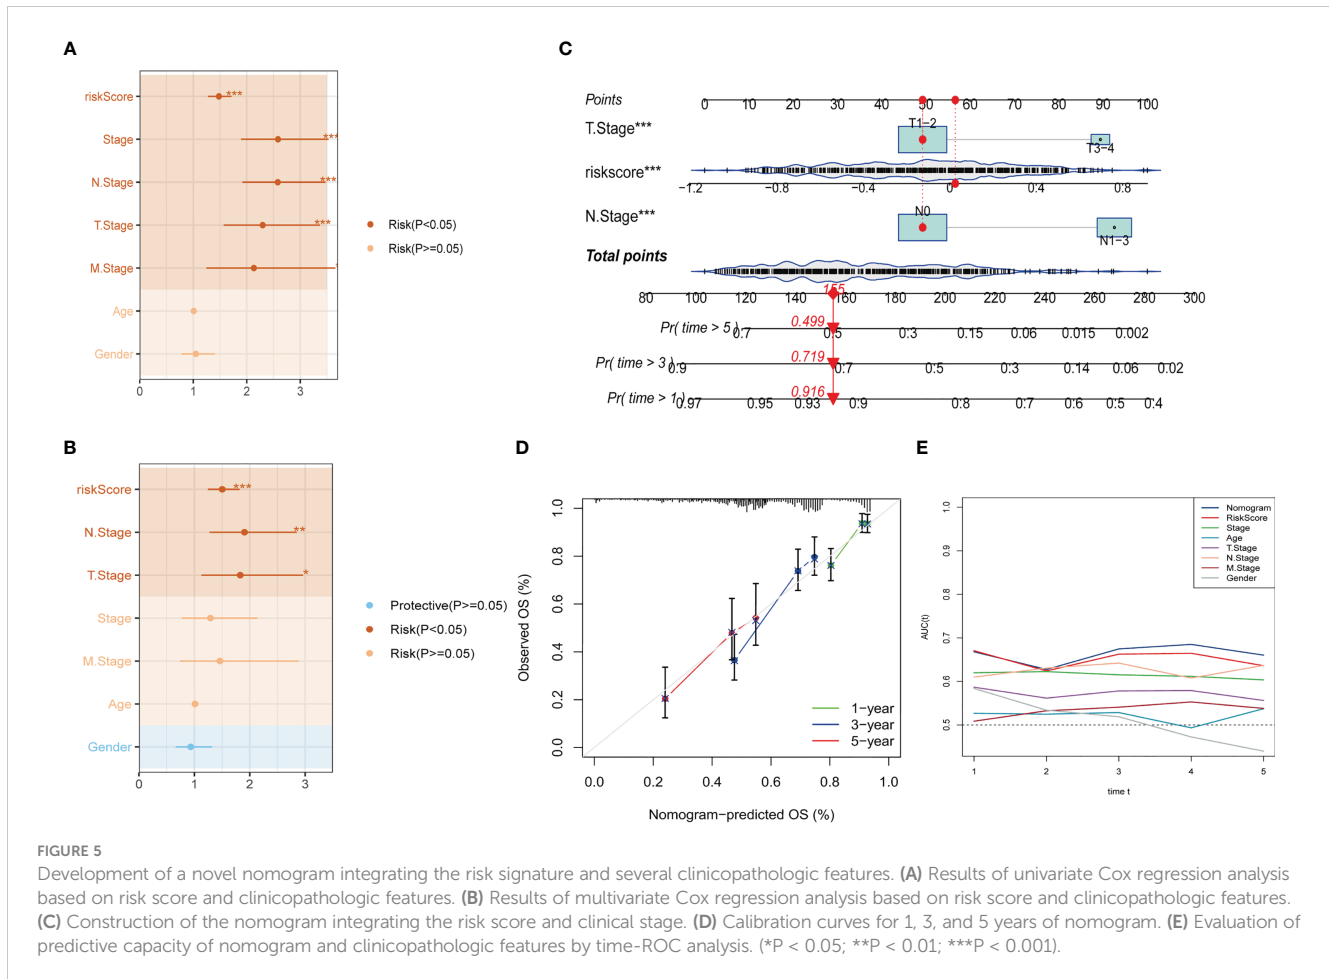 A
riskScore
***
Stage
***
N.Stage
***
T.Stage
***
M.Stage
*
Age
Gender
0 1 2 3
Risk(P<0.05)
Risk(P>=0.05)
B
riskScore
***
N.Stage
**
T.Stage
*
Stage
M.Stage
Age
Gender
0 1 2 3
Protective(P>=0.05)
Risk(P<0.05)
Risk(P>=0.05)
C
Points
0 10 20 30 40 50 60 70 80 90 100
T.Stage***
T1−2
T3−4
riskscore***
−1.2 −0.8 −0.4 0 0.4 0.8
N.Stage***
N0
N1−3
Total points
155
80 100 120 140 160 180 200 220 240 260 280 300
Pr( time > 5 )
0.499
0.7 0.5 0.3 0.15 0.06 0.015 0.002
Pr( time > 3 )
0.719
0.9 0.7 0.5 0.3 0.14 0.06 0.02
Pr( time > 1 )
0.916
0.97 0.95 0.93 0.9 0.8 0.7 0.6 0.5 0.4
D
Observed OS (%)
1.0
0.8
0.6
0.4
0.2
0.0
0.0 0.2 0.4 0.6 0.8 1.0
Nomogram−predicted OS (%)
1−year
3−year
5−year
E
AUC(t)
1.0
0.9
0.8
0.7
0.6
0.5
1 2 3 4 5
time t
Nomogram
RiskScore
Stage
Age
T.Stage
N.Stage
M.Stage
Gender
FIGURE 5
Development of a novel nomogram integrating the risk signature and several clinicopathologic features. (A) Results of univariate Cox regression analysis
based on risk score and clinicopathologic features. (B) Results of multivariate Cox regression analysis based on risk score and clinicopathologic features.
(C) Construction of the nomogram integrating the risk score and clinical stage. (D) Calibration curves for 1, 3, and 5 years of nomogram. (E) Evaluation of
predictive capacity of nomogram and clinicopathologic features by time-ROC analysis. (*P < 0.05; **P < 0.01; ***P < 0.001).